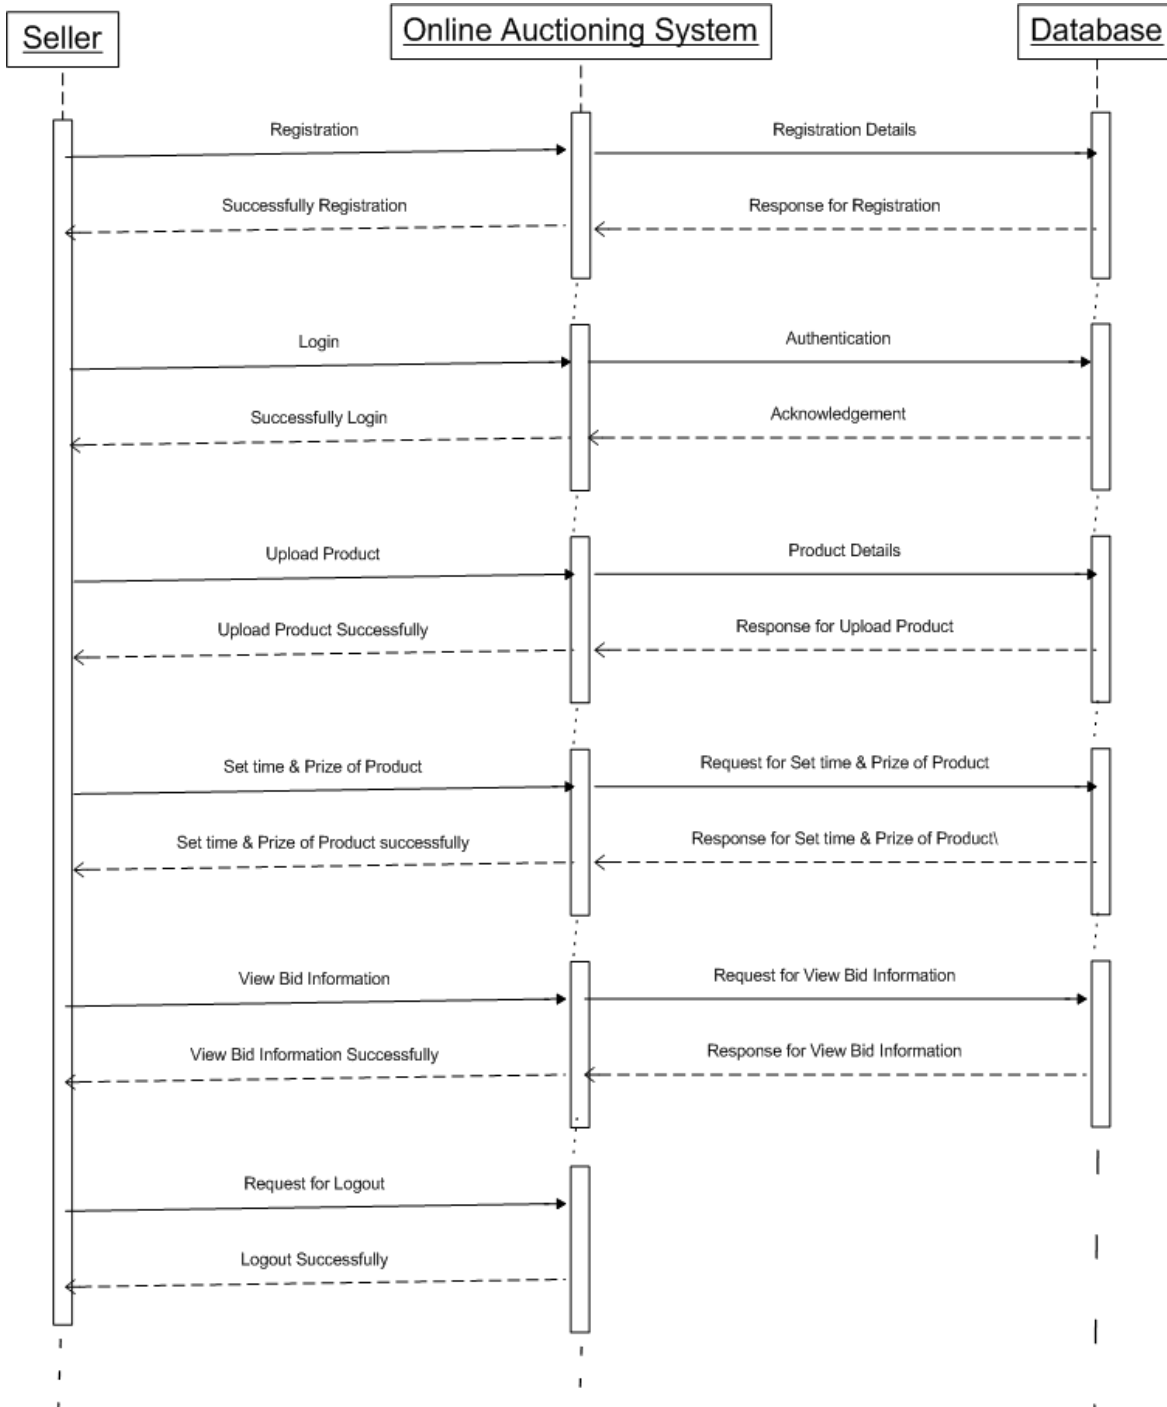 Seller
Online Auctioning System
Database
Registration
Registration Details
Successfully Registration
Response for Registration
Login
Authentication
Successfully Login
Acknowledgement
Upload Product
Product Details
Upload Product Successfully
Response for Upload Product
Set time & Prize of Product
Request for Set time & Prize of Product
Set time & Prize of Product successfully
Response for Set time & Prize of Product\
View Bid Information
Request for View Bid Information
View Bid Information Successfully
Response for View Bid Information
Request for Logout
Logout Successfully